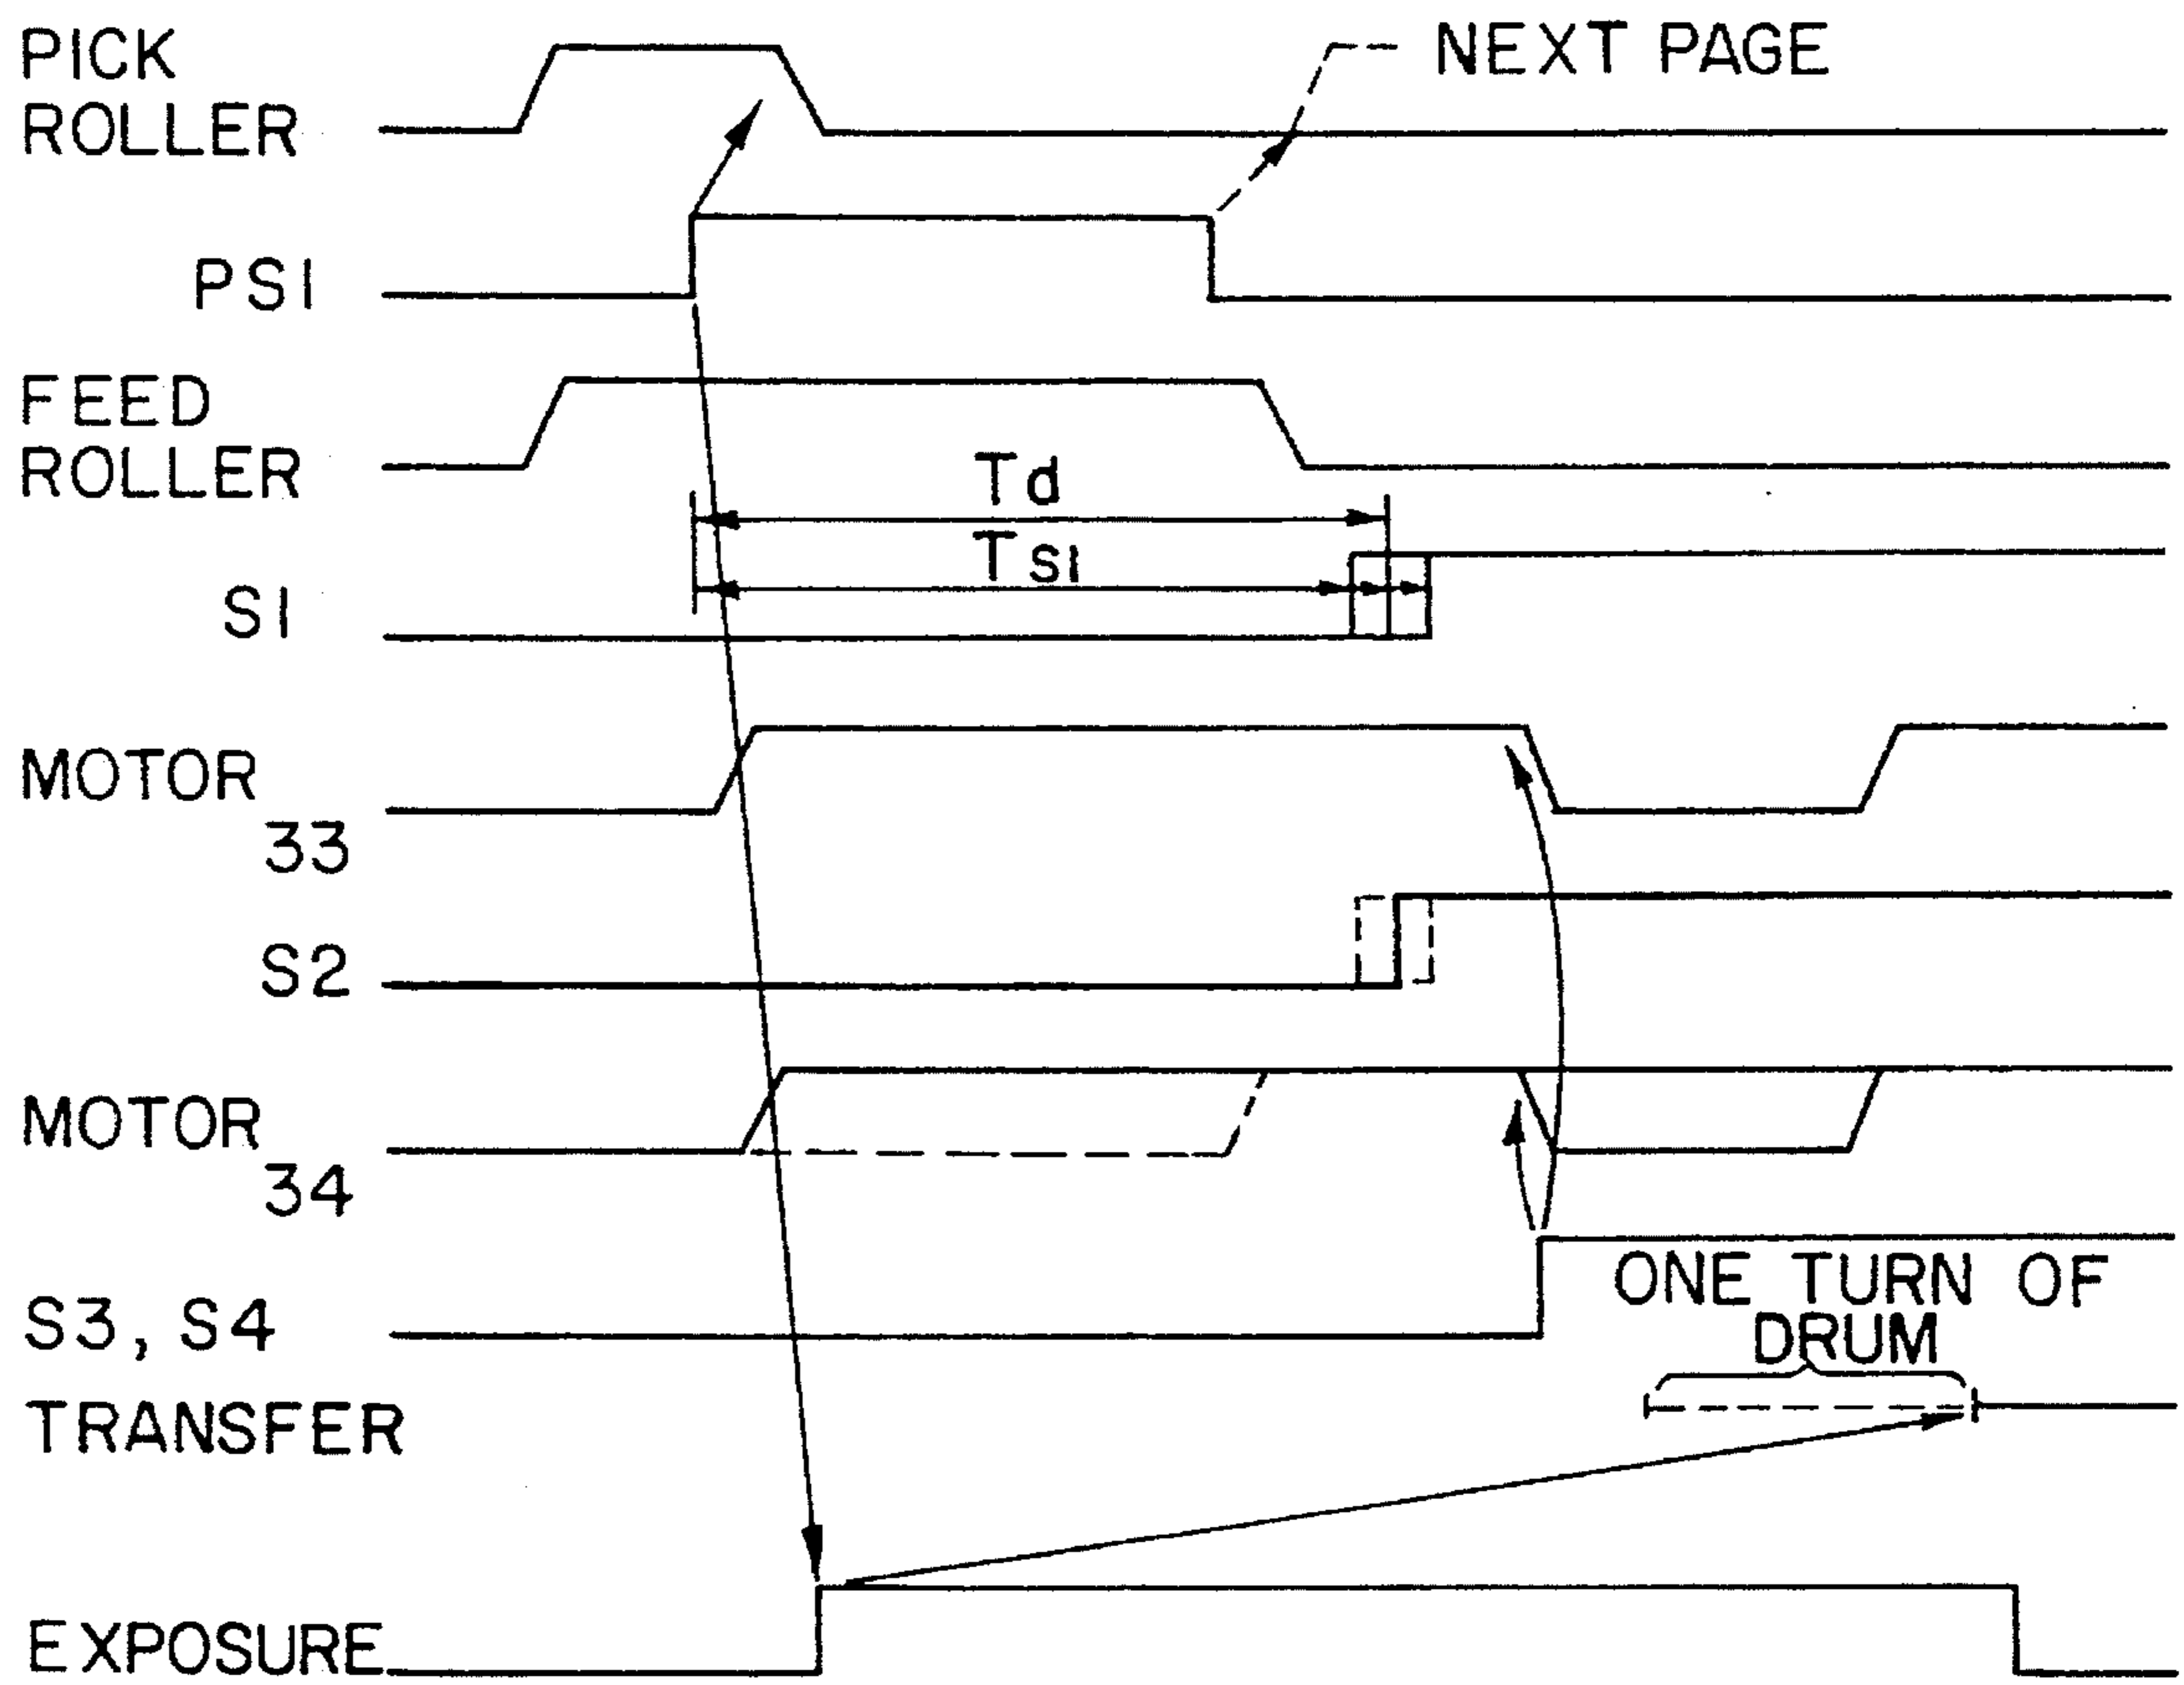 PICK
ROLLER
NEXT PAGE
PS1
FEED
ROLLER
Td
Ts1
S1
MOTOR
33
S2
MOTOR
34
S3, S4
ONE TURN OF
DRUM
TRANSFER
EXPOSURE